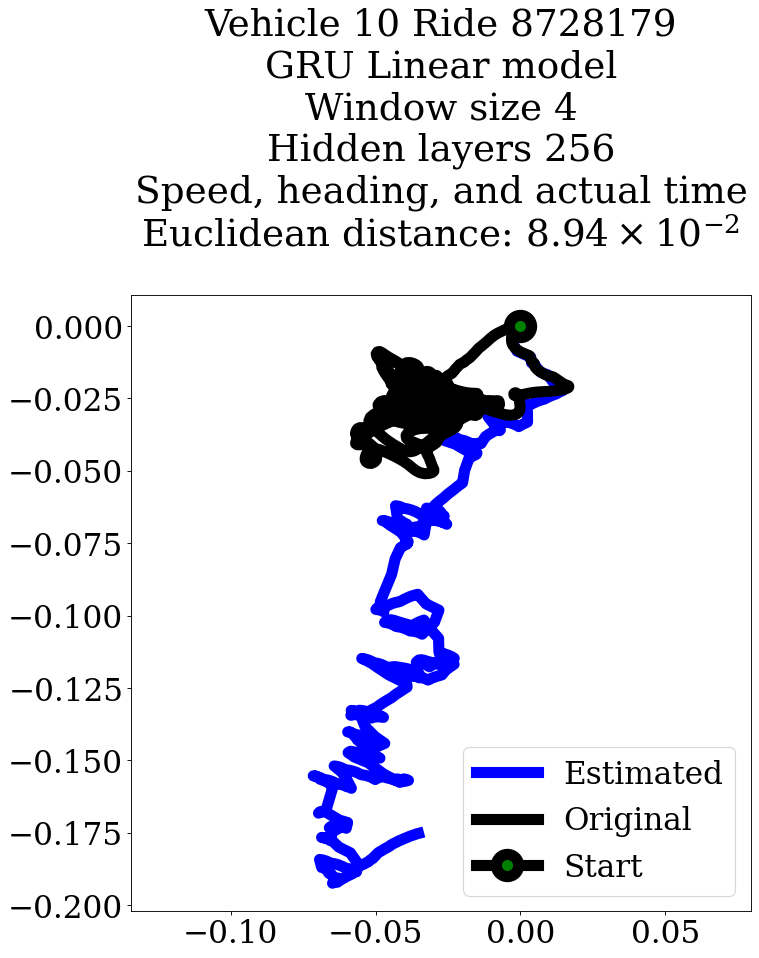 Vehicle 10 Ride 8728179
GRU Linear model
Window size 4
Hidden layers 256
Speed, heading, and actual time
Euclidean distance: 8.94 × 10⁻²
0.000
−0.025
−0.050
−0.075
−0.100
−0.125
−0.150
−0.175
−0.200
Estimated
Original
Start
−0.10 −0.05 0.00 0.05